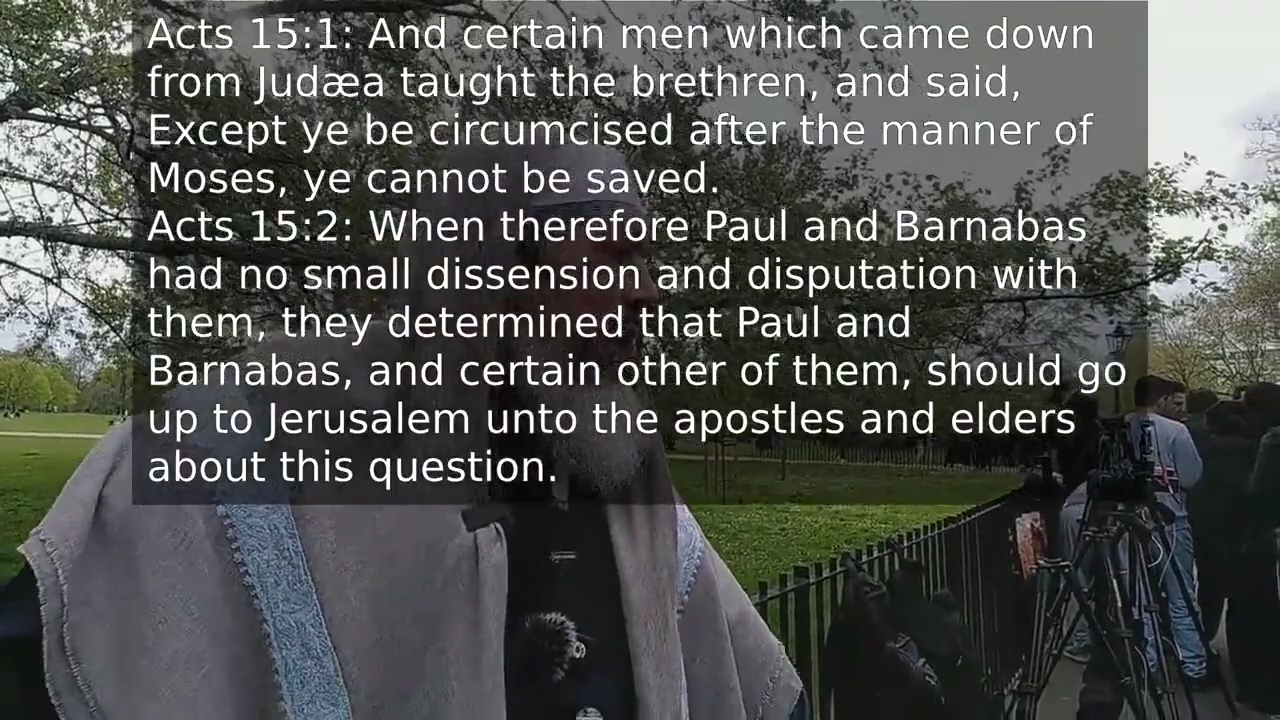 Acts 15:1: And certain men which came down
from Judæa taught the brethren, and said,
Except ye be circumcised after the manner of
Moses, ye cannot be saved.
Acts 15:2: When therefore Paul and Barnabas
had no small dissension and disputation with
them, they determined that Paul and
Barnabas, and certain other of them, should go
up to Jerusalem unto the apostles and elders
about this question.